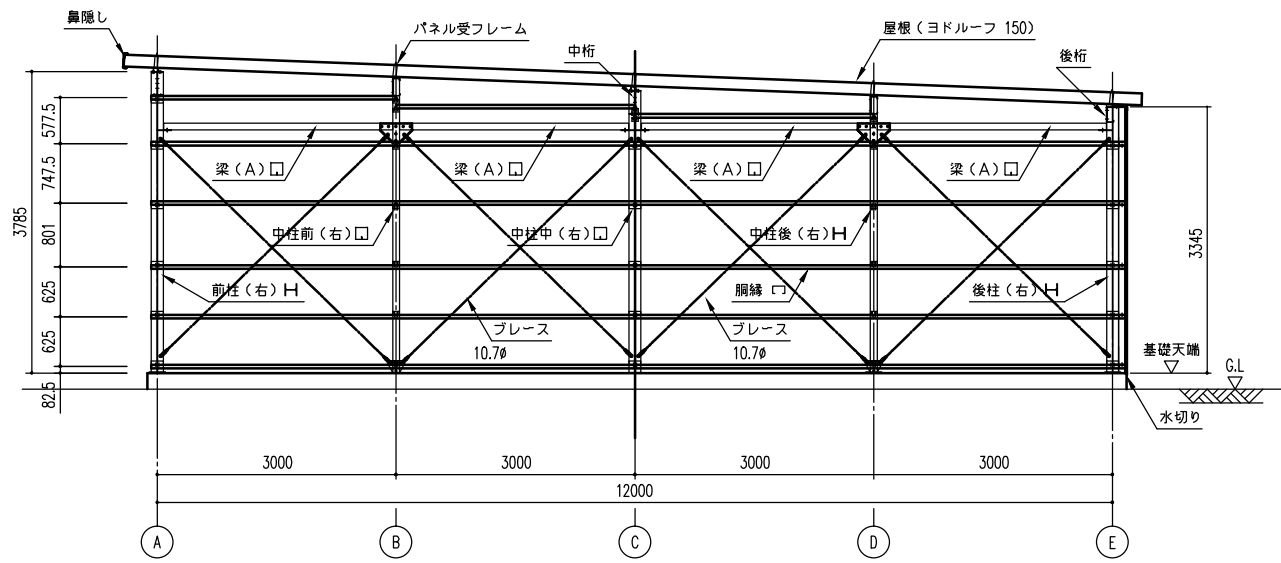 鼻隠し
パネル受フレーム
中桁
屋根（ヨドルーフ 150）
後桁
577.5
747.5
801
625
625
82.5
3785
梁（A）
梁（A）
梁（A）
梁（A）
中柱前（右）
中柱中（右）
中柱後（右）H
前柱（右）H
胴縁
後柱（右）H
ブレース
10.7φ
ブレース
10.7φ
3345
基礎天端
G.L
水切り
3000
3000
3000
3000
12000
A
B
C
D
E